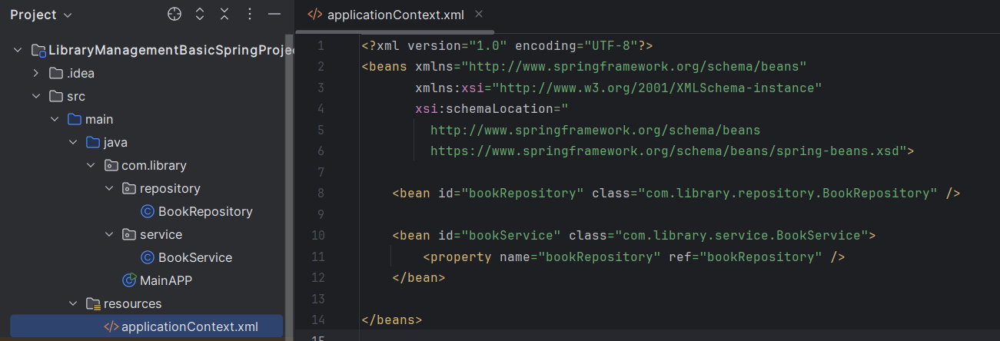 Project
LibraryManagementBasicSpringProje
.idea
src
main
java
com.library
repository
BookRepository
service
BookService
MainAPP
resources
applicationContext.xml
applicationContext.xml
1 <?xml version="1.0" encoding="UTF-8"?>
2 <beans xmlns="http://www.springframework.org/schema/beans"
3 xmlns:xsi="http://www.w3.org/2001/XMLSchema-instance"
4 xsi:schemaLocation="
5 http://www.springframework.org/schema/beans
6 https://www.springframework.org/schema/beans/spring-beans.xsd">
7
8 <bean id="bookRepository" class="com.library.repository.BookRepository" />
9
10 <bean id="bookService" class="com.library.service.BookService">
11 <property name="bookRepository" ref="bookRepository" />
12 </bean>
13
14 </beans>
15